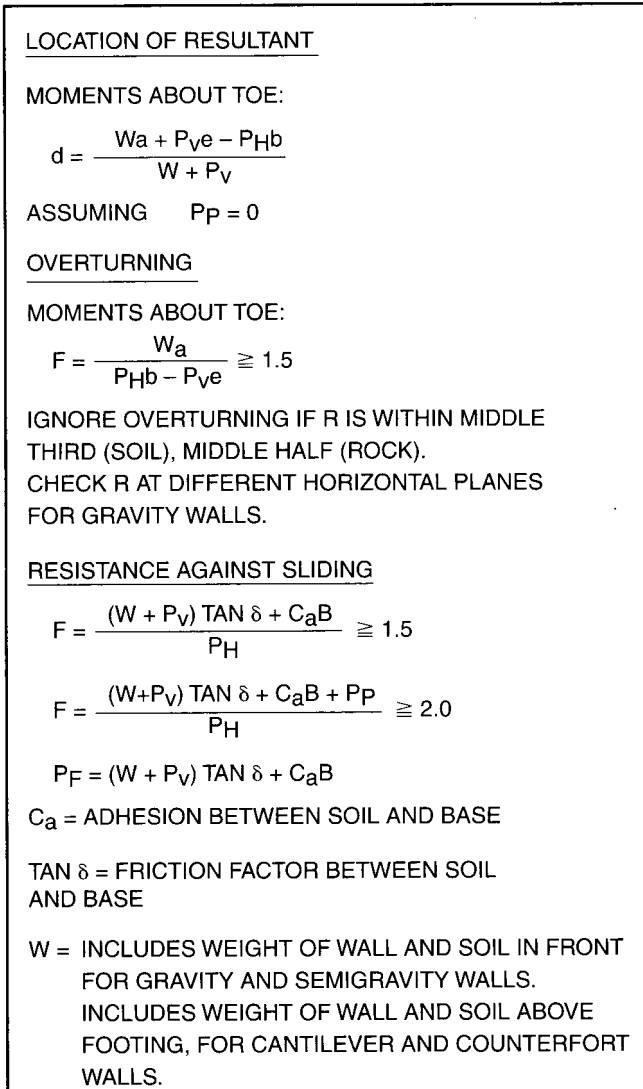 LOCATION OF RESULTANT
MOMENTS ABOUT TOE:
d = (Wa + PVe – PHb) / (W + PV)
ASSUMING PP = 0
OVERTURNING
MOMENTS ABOUT TOE:
F = Wa / (PHb – PVe) ≧ 1.5
IGNORE OVERTURNING IF R IS WITHIN MIDDLE
THIRD (SOIL), MIDDLE HALF (ROCK).
CHECK R AT DIFFERENT HORIZONTAL PLANES
FOR GRAVITY WALLS.
RESISTANCE AGAINST SLIDING
F = ((W + PV) TAN δ + CaB) / PH ≧ 1.5
F = ((W+PV) TAN δ + CaB + PP) / PH ≧ 2.0
PF = (W + PV) TAN δ + CaB
Ca = ADHESION BETWEEN SOIL AND BASE
TAN δ = FRICTION FACTOR BETWEEN SOIL
AND BASE
W = INCLUDES WEIGHT OF WALL AND SOIL IN FRONT
FOR GRAVITY AND SEMIGRAVITY WALLS.
INCLUDES WEIGHT OF WALL AND SOIL ABOVE
FOOTING, FOR CANTILEVER AND COUNTERFORT
WALLS.